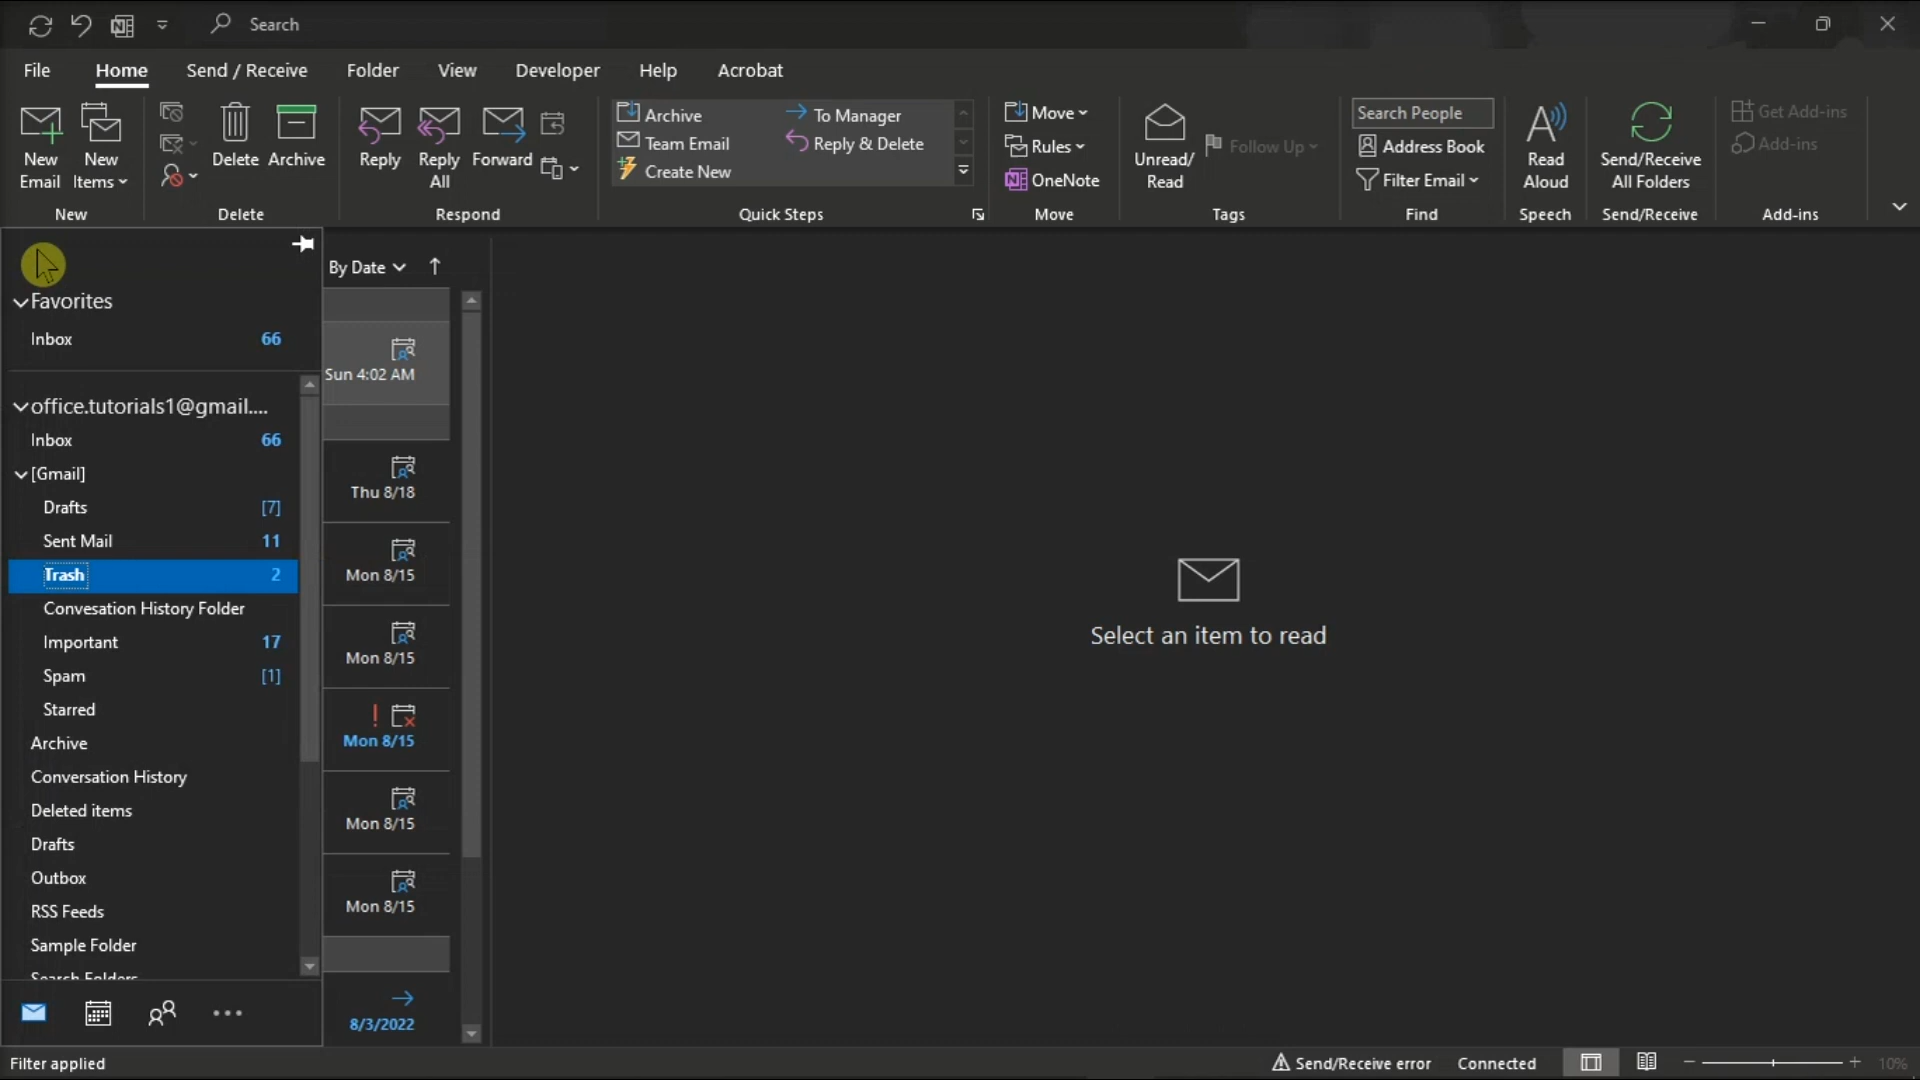 Search
File Home Send / Receive Folder View Developer Help Acrobat
New Email
New Items
New
Delete
Archive
Delete
Reply
Reply All
Forward
Respond
Archive
Team Email
Create New
To Manager
Reply & Delete
Quick Steps
Move
Rules
OneNote
Move
Unread/ Read
Follow Up
Tags
Search People
Address Book
Filter Email
Find
Read Aloud
Speech
Send/Receive All Folders
Send/Receive
Get Add-ins
Add-ins
Add-ins
Favorites
Inbox 66
office.tutorials1@gmail....
Inbox 66
[Gmail]
Drafts [7]
Sent Mail 11
Trash 2
Convesation History Folder
Important 17
Spam [1]
Starred
Archive
Conversation History
Deleted items
Drafts
Outbox
RSS Feeds
Sample Folder
Search Folders
By Date
Sun 4:02 AM
Thu 8/18
Mon 8/15
Mon 8/15
! Mon 8/15
Mon 8/15
Mon 8/15
8/3/2022
Select an item to read
Filter applied
Send/Receive error Connected 10%